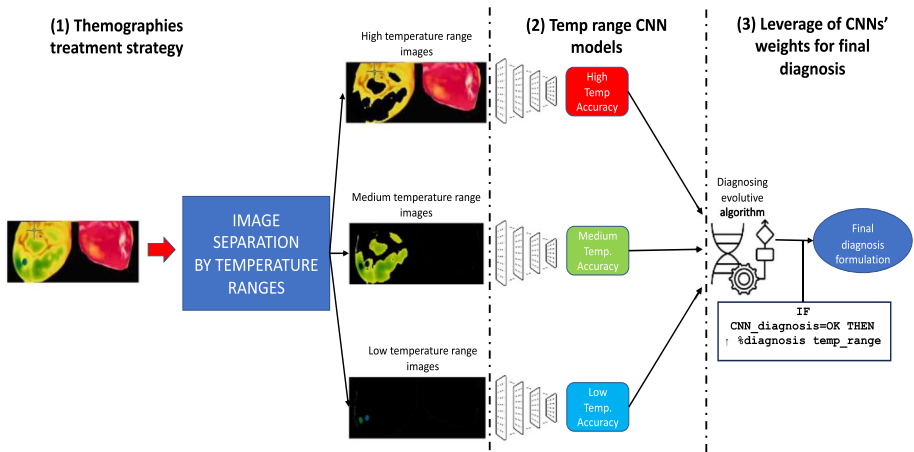 (1) Themographies
treatment strategy
High temperature range
images
(2) Temp range CNN
models
(3) Leverage of CNNs'
weights for final
diagnosis
High
Temp
Accuracy
IMAGE
SEPARATION
BY TEMPERATURE
RANGES
Medium temperature range
images
Medium
Temp.
Accuracy
Low temperature range
images
Low
Temp.
Accuracy
Diagnosing
evolutive
algorithm
Final
diagnosis
formulation
IF
CNN_diagnosis=OK THEN
↑ %diagnosis temp_range